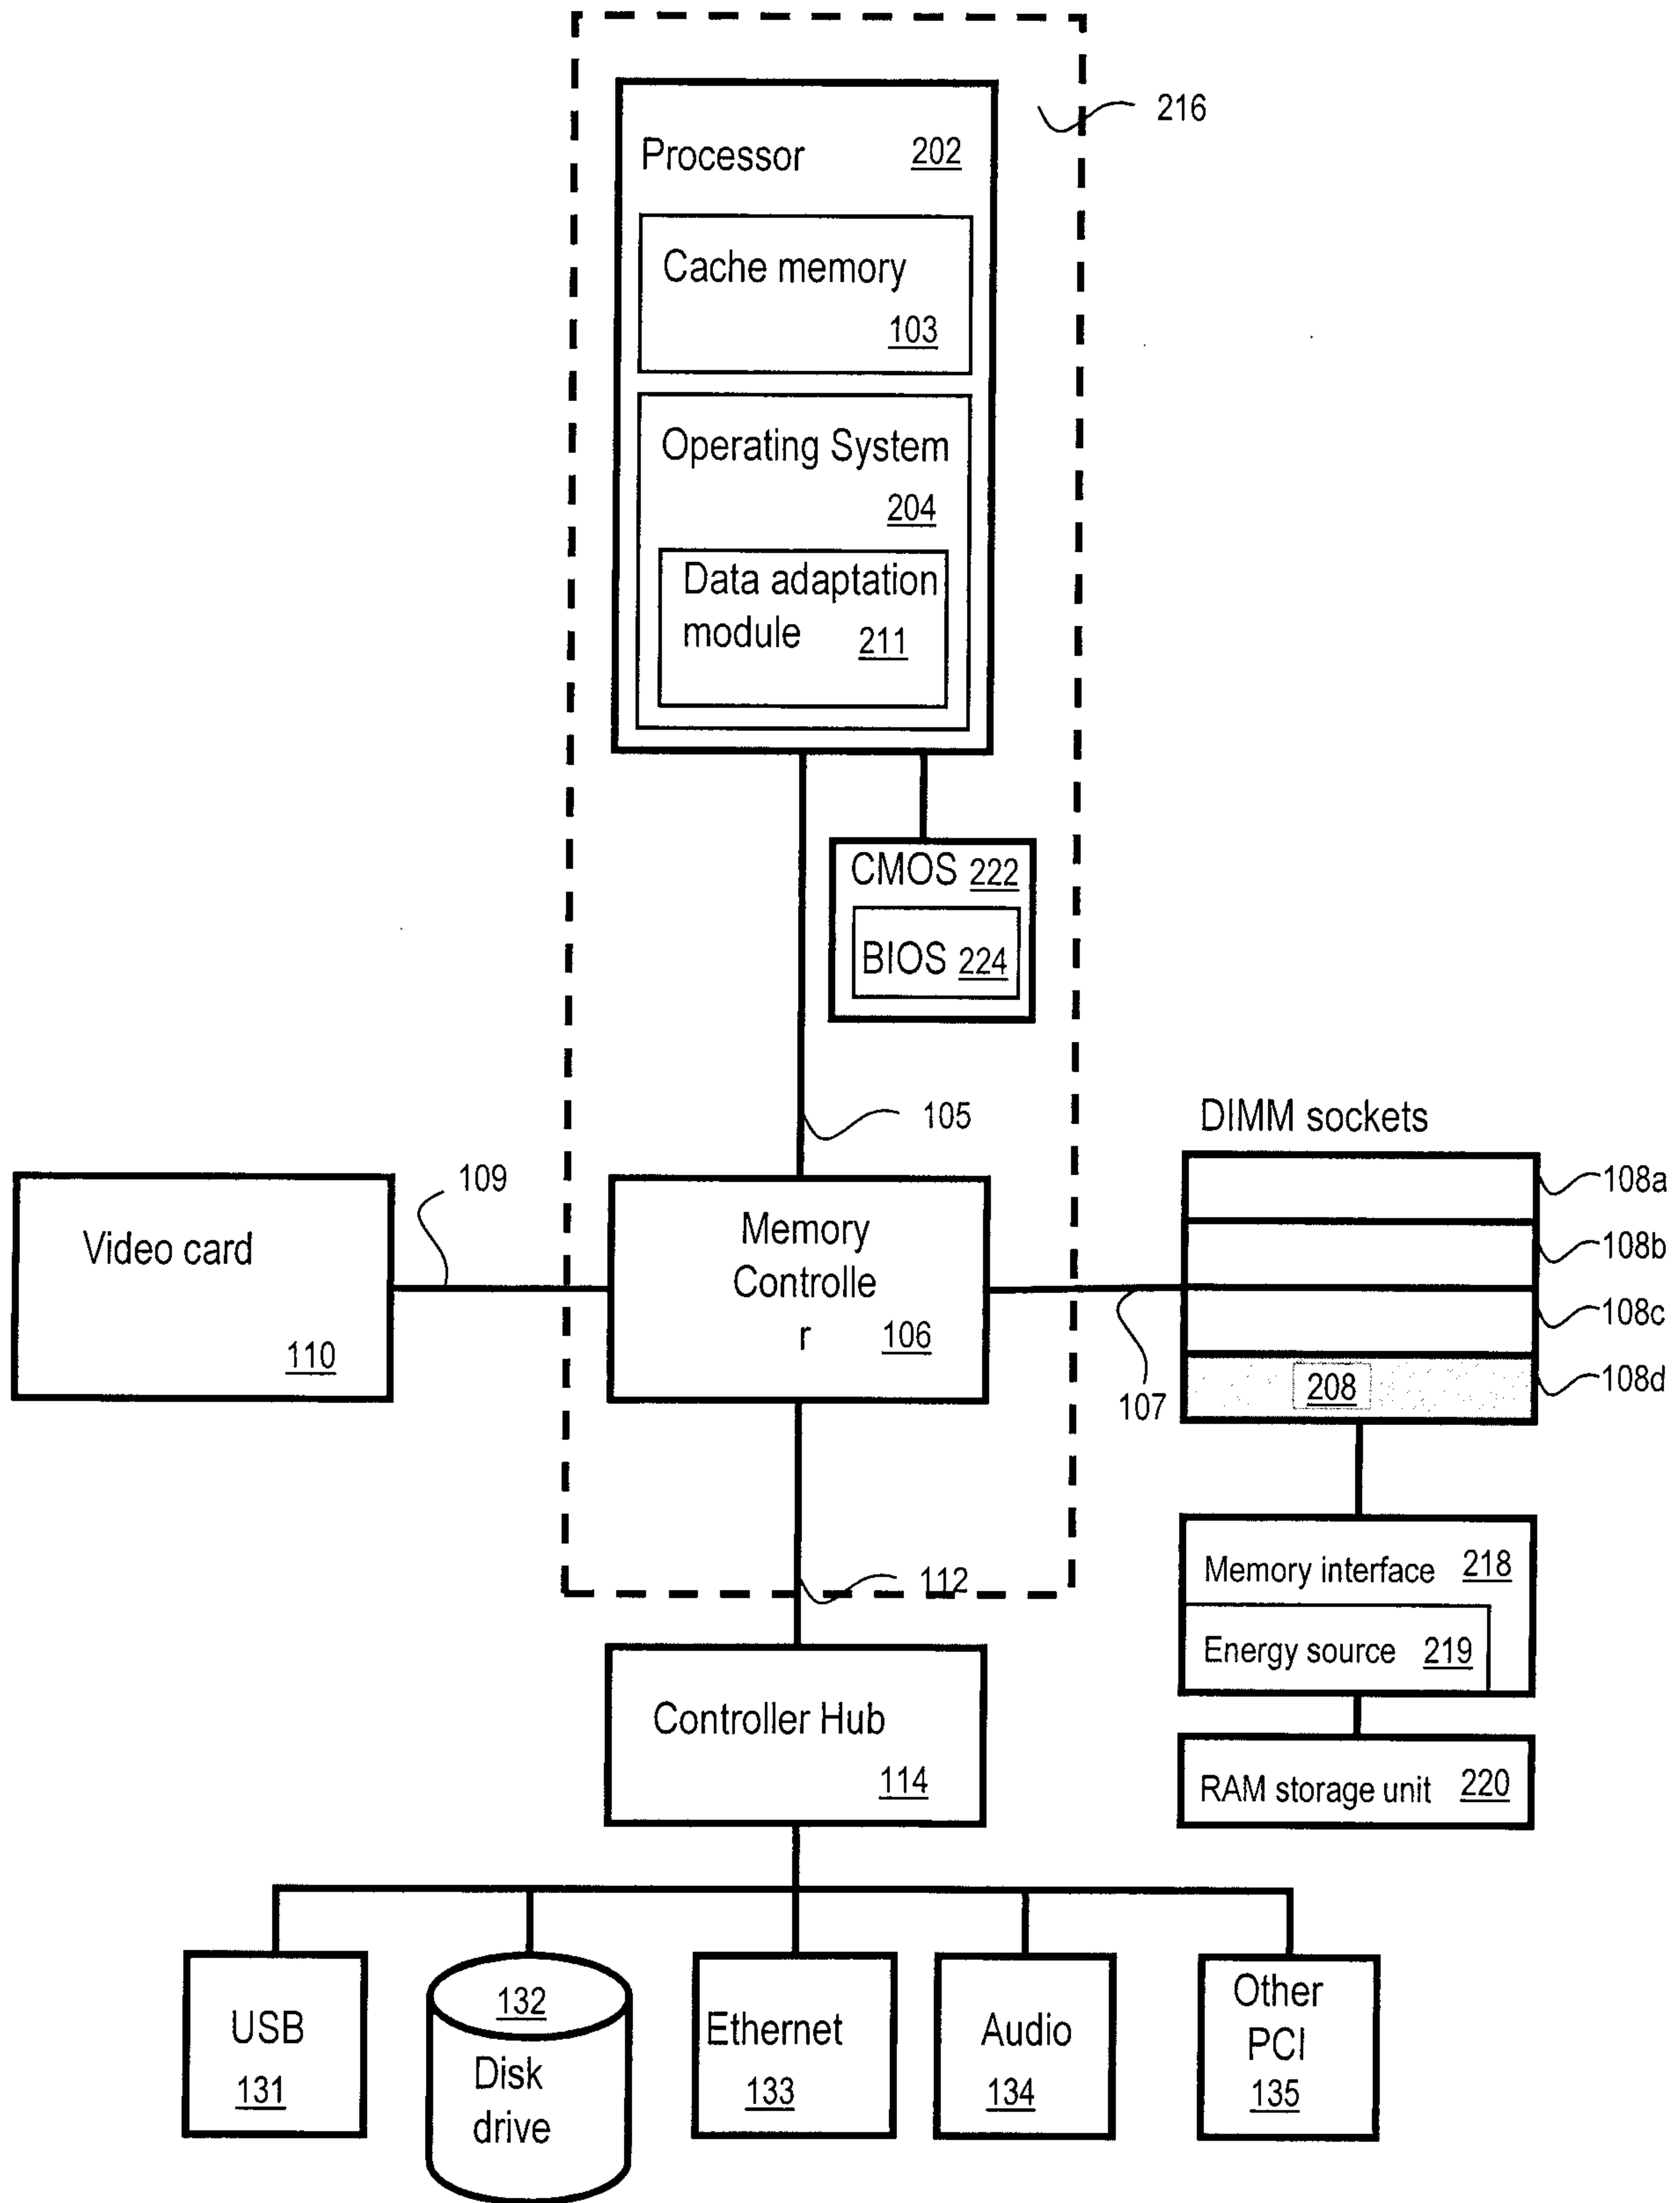 216
Processor 202
Cache memory
103
Operating System
204
Data adaptation
module 211
CMOS 222
BIOS 224
105
DIMM sockets
108a
108b
108c
108d
208
109
Video card
110
Memory
Controlle
r 106
107
112
Memory interface 218
Energy source 219
RAM storage unit 220
Controller Hub
114
USB
131
132
Disk
drive
Ethernet
133
Audio
134
Other
PCI
135